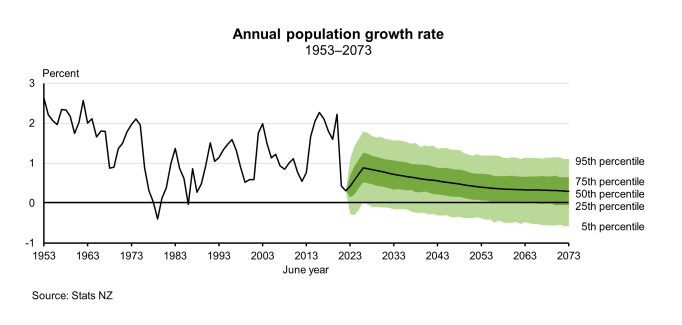 Annual population growth rate
1953–2073
Percent
3
2
1
0
-1
95th percentile
75th percentile
50th percentile
25th percentile
5th percentile
1953 1963 1973 1983 1993 2003 2013 2023 2033 2043 2053 2063 2073
June year
Source: Stats NZ